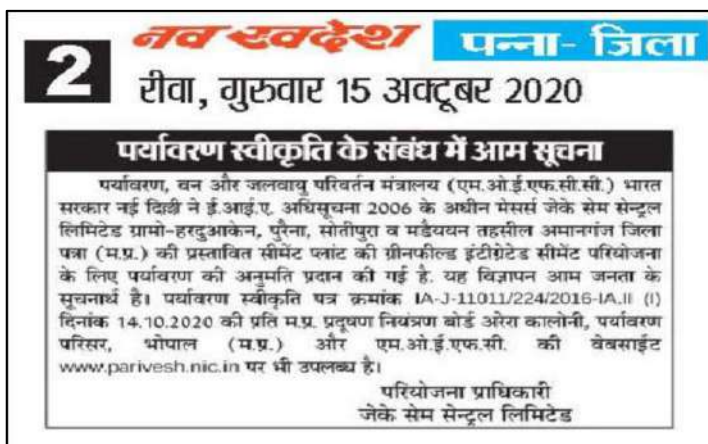 नव स्वदेश पन्ना- जिला
2
रीवा, गुरुवार 15 अक्टूबर 2020
पर्यावरण स्वीकृति के संबंध में आम सूचना
पर्यावरण, वन और जलवायु परिवर्तन मंत्रालय (एम.ओ.ई.एफ.सी.सी.) भारत
सरकार नई दिल्ली ने ई.आई.ए. अधिसूचना 2006 के अधीन मेसर्स जेके सेम सेन्ट्रल
लिमिटेड ग्रामो-हरदुआकेन, पुरैना, सोतीपुरा व मडैययन तहसील अमानगंज जिला
पन्ना (म.प्र.) की प्रस्तावित सीमेंट प्लांट की ग्रीनफील्ड इंटीग्रेटेड सीमेंट परियोजना
के लिए पर्यावरण की अनुमति प्रदान की गई है. यह विज्ञापन आम जनता के
सूचनार्थ है। पर्यावरण स्वीकृति पत्र क्रमांक IA-J-11011/224/2016-IA.II (I)
दिनांक 14.10.2020 की प्रति म.प्र. प्रदूषण नियंत्रण बोर्ड अरेरा कालोनी, पर्यावरण
परिसर, भोपाल (म.प्र.) और एम.ओ.ई.एफ.सी. की वेबसाईट
www.parivesh.nic.in पर भी उपलब्ध है।
परियोजना प्राधिकारी
जेके सेम सेन्ट्रल लिमिटेड